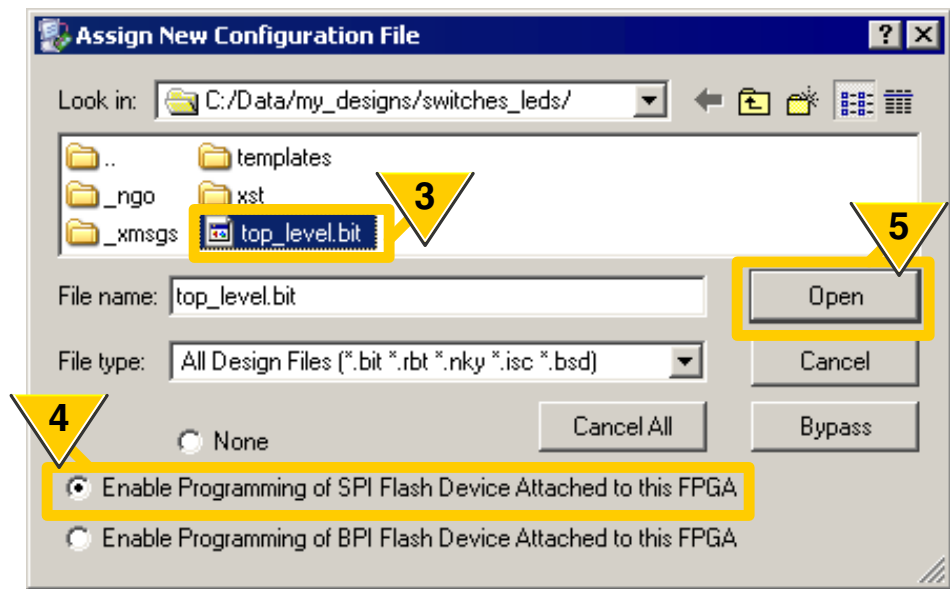 Assign New Configuration File
Look in: C:/Data/my_designs/switches_leds/
.. templates
_ngo xst
_xmsgs top_level.bit
3
5
File name: top_level.bit Open
File type: All Design Files (*.bit *.rbt *.nky *.isc *.bsd) Cancel
4
None Cancel All Bypass
Enable Programming of SPI Flash Device Attached to this FPGA
Enable Programming of BPI Flash Device Attached to this FPGA